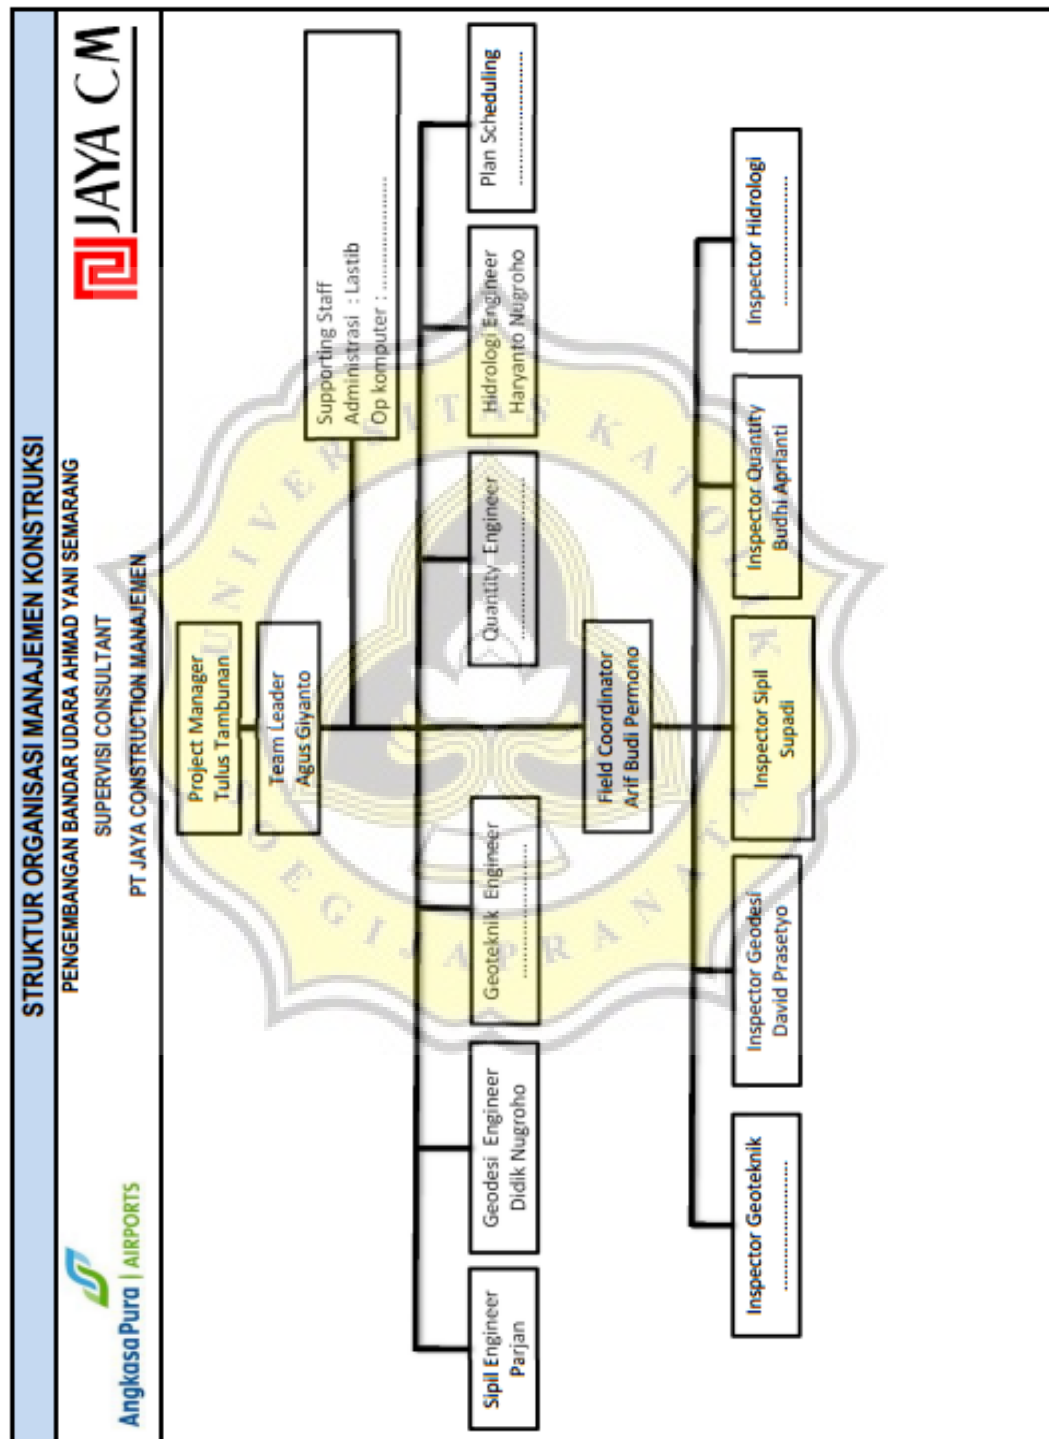 STRUKTUR ORGANISASI MANAJEMEN KONSTRUKSI
PENGEMBANGAN BANDAR UDARA AHMAD YANI SEMARANG
SUPERVISI CONSULTANT
PT JAYA CONSTRUCTION MANAJEMEN
AngkasaPura | AIRPORTS
JAYA CM
Project Manager
Tulus Tambunan
Team Leader
Agus Giyanto
Supporting Staff
Administrasi : Lastib
Op komputer : ........................
Sipil Engineer
Parjan
Geodesi Engineer
Didik Nugroho
Geoteknik Engineer
........................
Quantity Engineer
........................
Hidrologi Engineer
Haryanto Nugroho
Plan Scheduling
........................
Field Coordinator
Arif Budi Permono
Inspector Geoteknik
........................
Inspector Geodesi
David Prasetyo
Inspector Sipil
Supadi
Inspector Quantity
Budhi Aprianti
Inspector Hidrologi
........................
UNIVERSITAS KATOLIK
SOEGIJAPRANATA